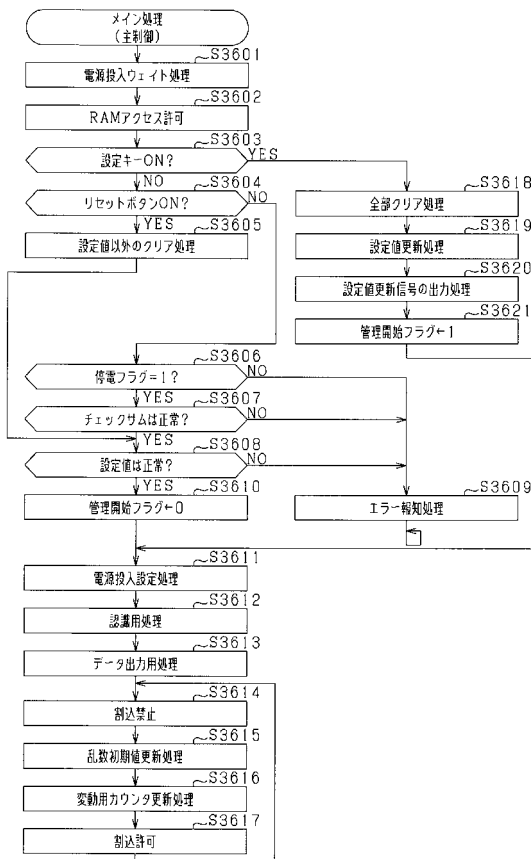 メイン処理
(主制御)
S3601
電源投入ウェイト処理
S3602
RAMアクセス許可
S3603
設定キーON?
YES
NO
S3604
リセットボタンON?
NO
YES
S3605
設定値以外のクリア処理
S3618
全部クリア処理
S3619
設定値更新処理
S3620
設定値更新信号の出力処理
S3621
管理開始フラグ←1
S3606
停電フラグ=1?
NO
YES
S3607
チェックサムは正常?
NO
YES
S3608
設定値は正常?
NO
YES
S3610
管理開始フラグ←0
S3609
エラー報知処理
S3611
電源投入設定処理
S3612
認識用処理
S3613
データ出力用処理
S3614
割込禁止
S3615
乱数初期値更新処理
S3616
変動用カウンタ更新処理
S3617
割込許可